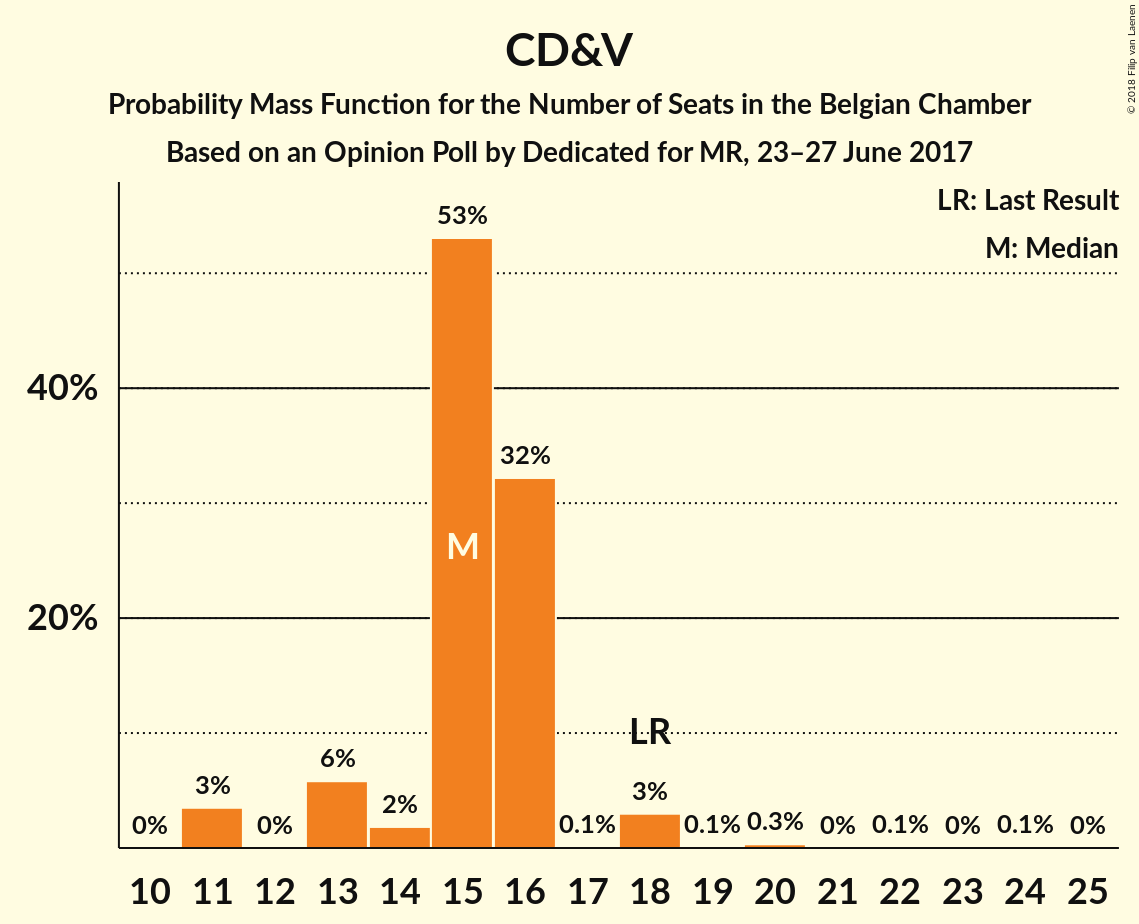 CD&V
Probability Mass Function for the Number of Seats in the Belgian Chamber
Based on an Opinion Poll by Dedicated for MR, 23–27 June 2017
© 2018 Filip van Laenen
LR: Last Result
M: Median
53%
40%
32%
M
20%
LR
6%
3%
3%
2%
0%
0%
0.1%
0.1%
0.3%
0%
0.1%
0%
0.1%
0%
10 11 12 13 14 15 16 17 18 19 20 21 22 23 24 25